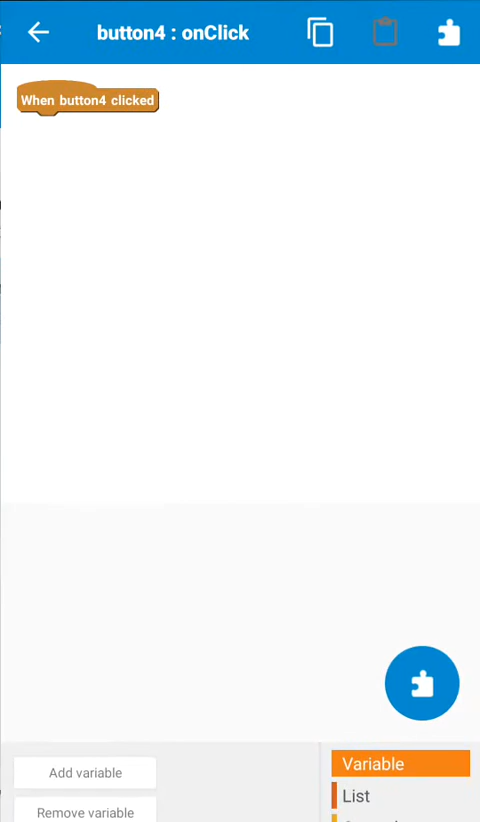 button4 : onClick
When button4 clicked
Add variable
Variable
List
Remove variable